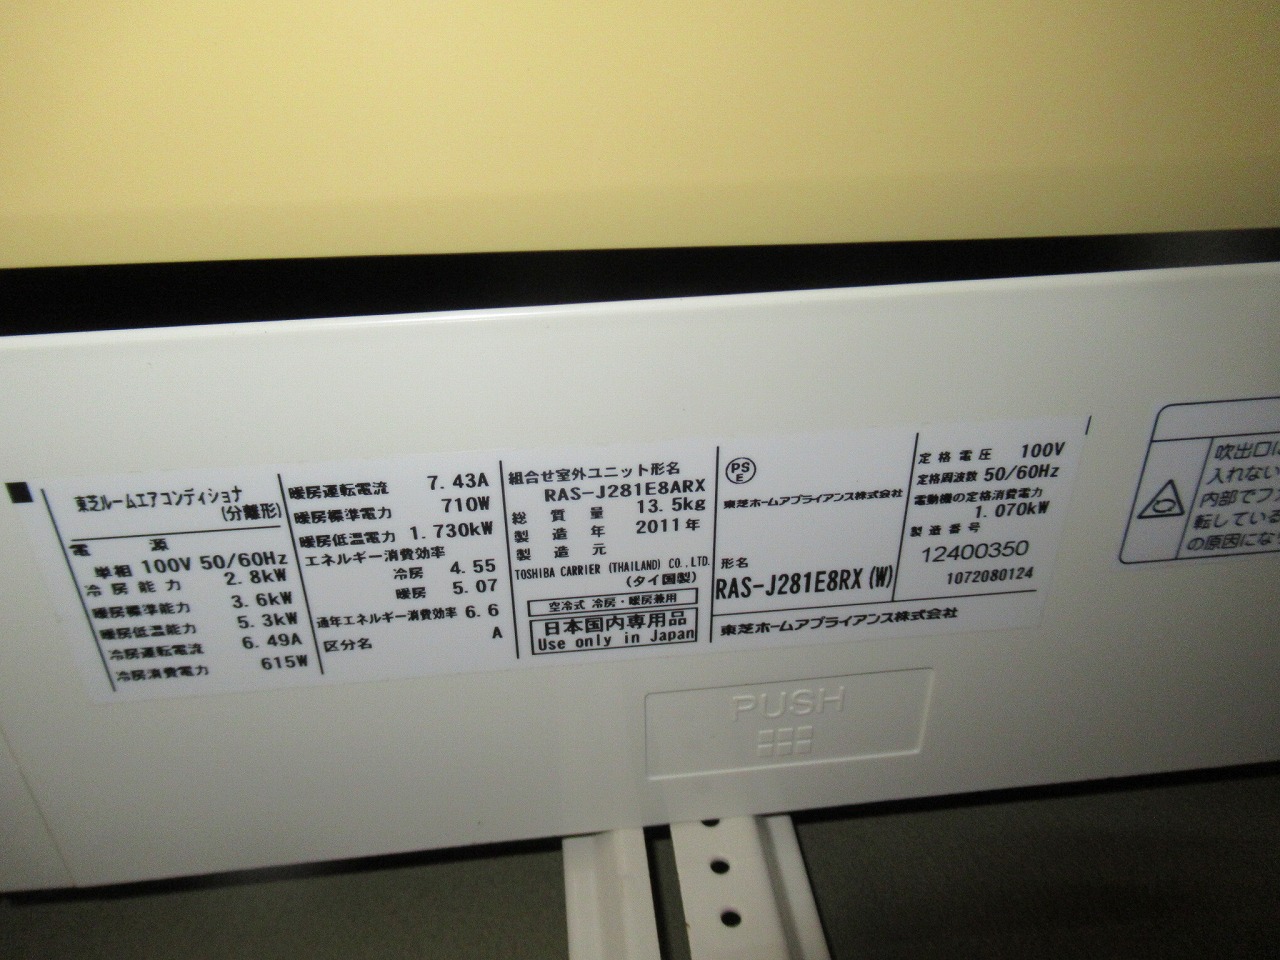 東芝ルームエアコンディショナ
(分離形)
電源
単相 100V 50/60Hz
冷房能力 2.8kW
暖房標準能力 3.6kW
暖房低温能力 5.3kW
冷房運転電流 6.49A
冷房消費電力 615W
暖房運転電流 7.43A
暖房標準電力 710W
暖房低温電力 1.730kW
エネルギー消費効率
冷房 4.55
暖房 5.07
通年エネルギー消費効率 6.6
区分名 A
組合せ室外ユニット形名
RAS-J281E8ARX
総質量 13.5kg
製造年 2011年
製造元
TOSHIBA CARRIER (THAILAND) CO.,LTD.
(タイ国製)
空冷式 冷房・暖房兼用
日本国内専用品
Use only in Japan
PS
E
東芝ホームアプライアンス株式会社
形名
RAS-J281E8RX(W)
東芝ホームアプライアンス株式会社
定格電圧 100V
定格周波数 50/60Hz
電動機の定格消費電力
1.070kW
製造番号
12400350
1072080124
吹出口に
入れない
内部でフ
転している
の原因にな
PUSH